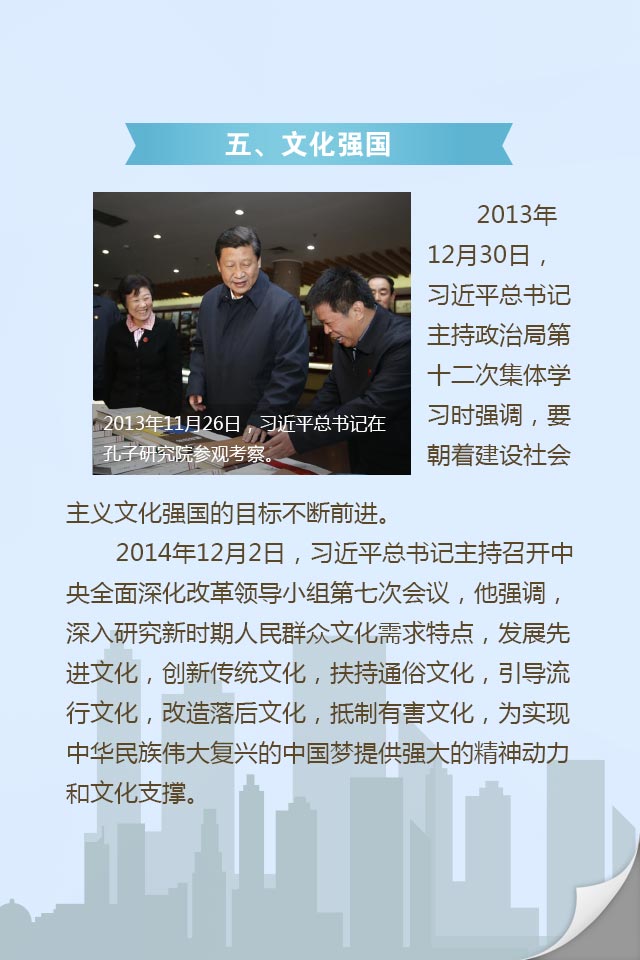 五、文化强国
2013年11月26日，习近平总书记在
孔子研究院参观考察。
2013年
12月30日，
习近平总书记
主持政治局第
十二次集体学
习时强调，要
朝着建设社会
主义文化强国的目标不断前进。
2014年12月2日，习近平总书记主持召开中
央全面深化改革领导小组第七次会议，他强调，
深入研究新时期人民群众文化需求特点，发展先
进文化，创新传统文化，扶持通俗文化，引导流
行文化，改造落后文化，抵制有害文化，为实现
中华民族伟大复兴的中国梦提供强大的精神动力
和文化支撑。